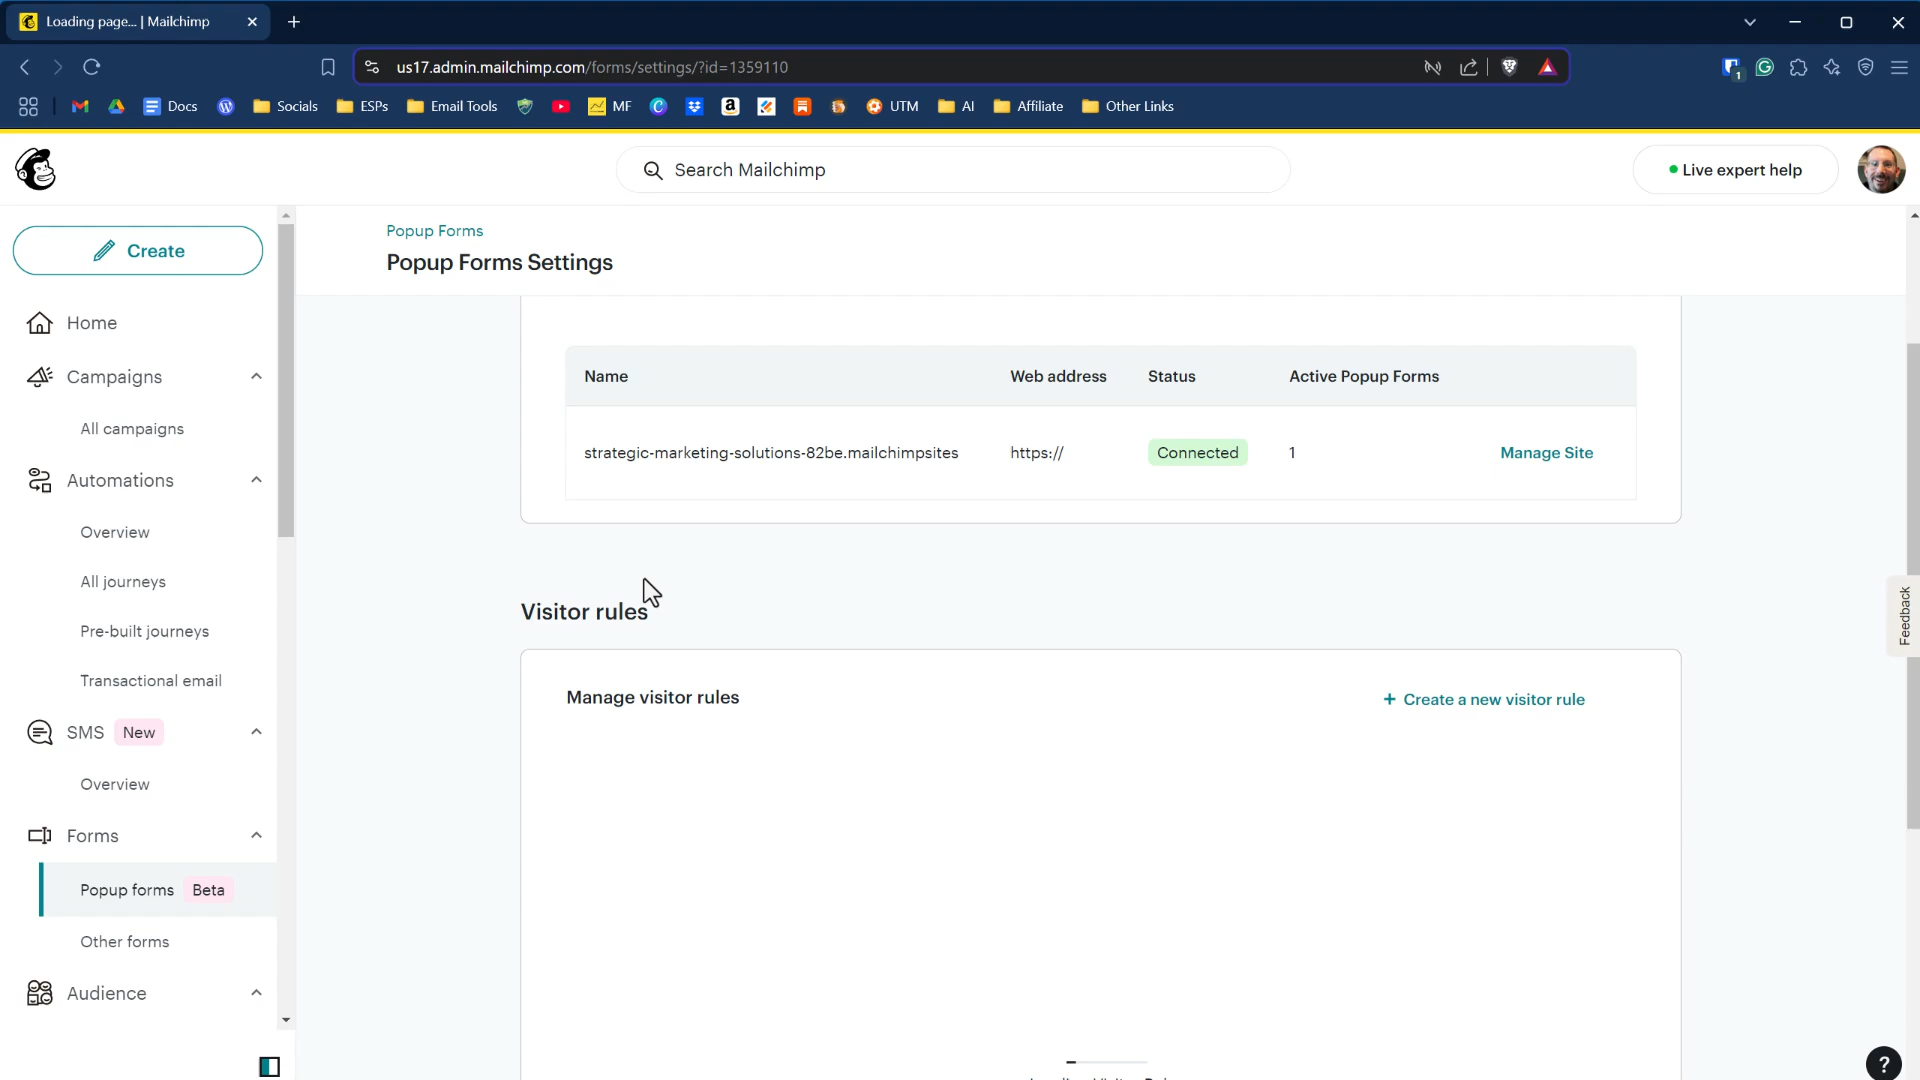 Loading page... | Mailchimp
us17.admin.mailchimp.com/forms/settings/?id=1359110
1
Docs
Socials
ESPs
Email Tools
MF
UTM
AI
Affiliate
Other Links
Search Mailchimp
Live expert help
Create
Home
Campaigns
All campaigns
Automations
Overview
All journeys
Pre-built journeys
Transactional email
SMS New
Overview
Forms
Popup forms Beta
Other forms
Audience
Popup Forms
Popup Forms Settings
Name Web address Status Active Popup Forms
strategic-marketing-solutions-82be.mailchimpsites https:// Connected 1 Manage Site
Visitor rules
Manage visitor rules
+ Create a new visitor rule
Feedback
?